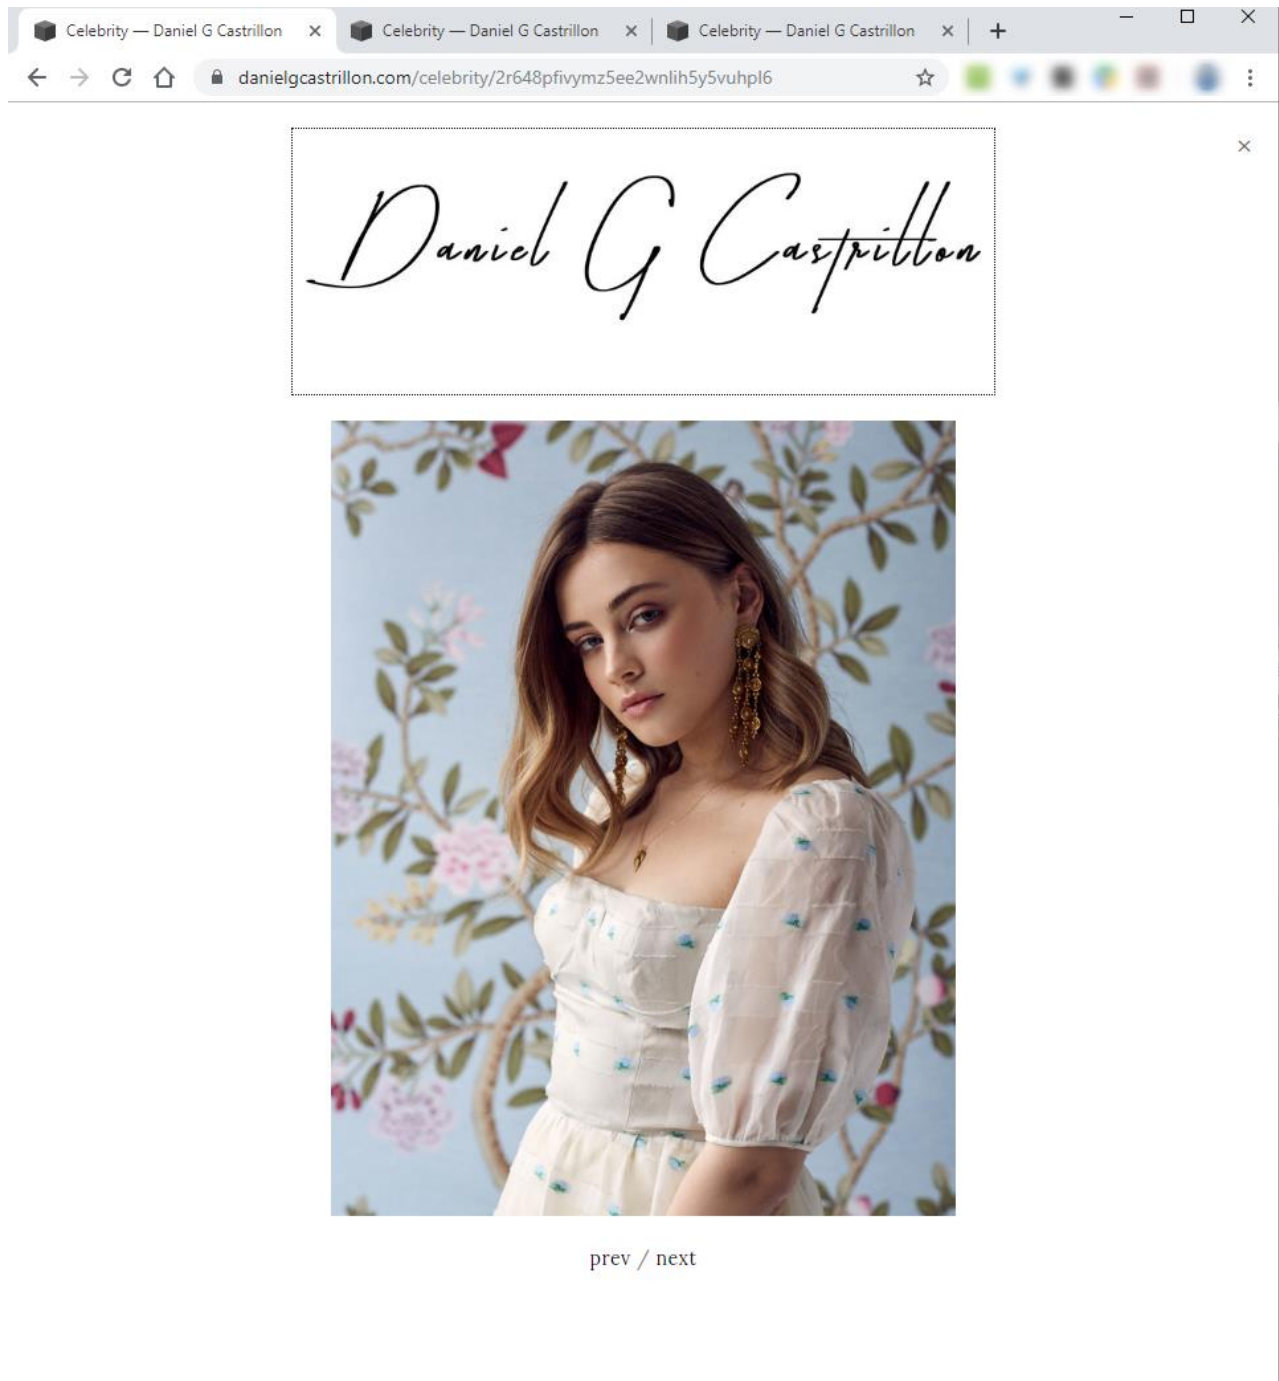 Celebrity — Daniel G Castrillon
Celebrity — Daniel G Castrillon
Celebrity — Daniel G Castrillon
danielgcastrillon.com/celebrity/2r648pfivymz5ee2wnlih5y5vuhpl6
Daniel G Castrillon
prev / next